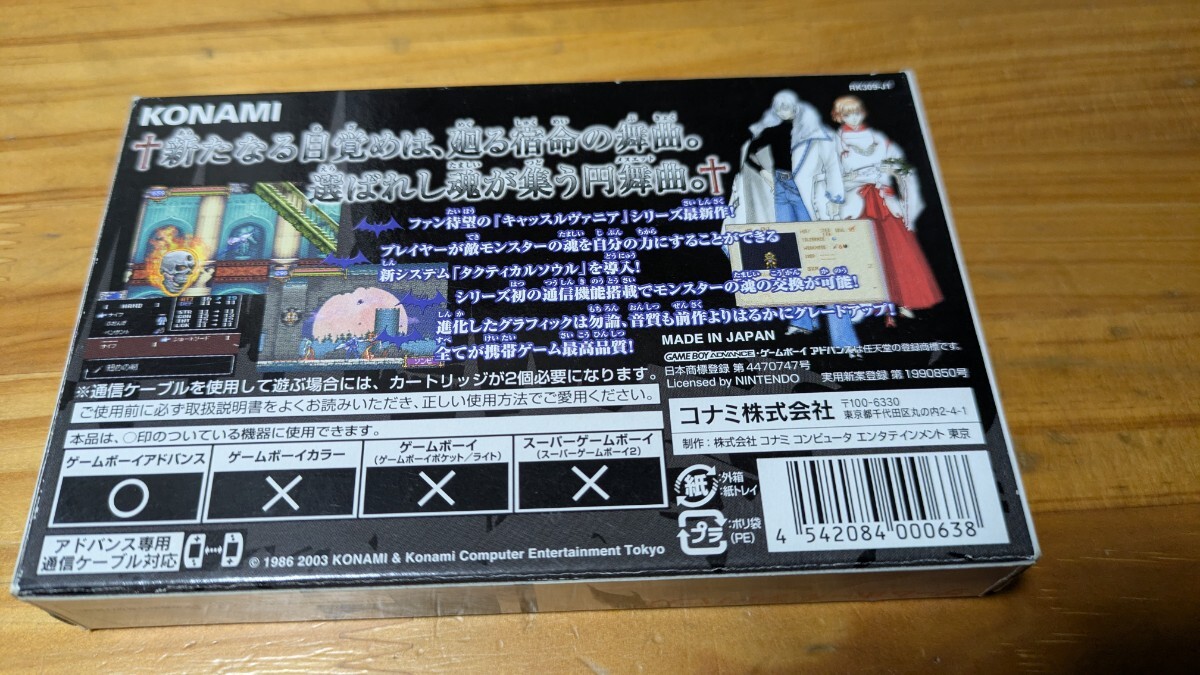 KONAMI
RK305-J1
新たなる目覚めは、廻る宿命の舞曲。
選ばれし魂が集う円舞曲。
ファン待望の『キャッスルヴァニア』シリーズ最新作!
プレイヤーが敵モンスターの魂を自分の力にすることができる
新システム「タクティカルソウル」を導入!
シリーズ初の通信機能搭載でモンスターの魂の交換が可能!
進化したグラフィックは勿論、音質も前作よりはるかにグレードアップ!
全てが携帯ゲーム最高品質!
ゾンビ
MADE IN JAPAN
GAME BOY ADVANCE・ゲームボーイ アドバンスは任天堂の登録商標です。
日本商標登録 第4470747号
Licensed by NINTENDO 実用新案登録 第1990850号
※通信ケーブルを使用して遊ぶ場合には、カートリッジが2個必要になります。
ご使用前に必ず取扱説明書をよくお読みいただき、正しい使用方法でご愛用ください。
コナミ株式会社 〒100-6330
東京都千代田区丸の内2-4-1
制作:株式会社 コナミ コンピュータ エンタテインメント 東京
本品は、○印のついている機器に使用できます。
ゲームボーイアドバンス ゲームボーイカラー ゲームボーイ スーパーゲームボーイ
(ゲームボーイポケット/ライト) (スーパーゲームボーイ2)
○ × × ×
紙 :外箱
:紙トレイ
プラ :ポリ袋
(PE)
4 542084 000638
アドバンス専用
通信ケーブル対応
© 1986 2003 KONAMI & Konami Computer Entertainment Tokyo